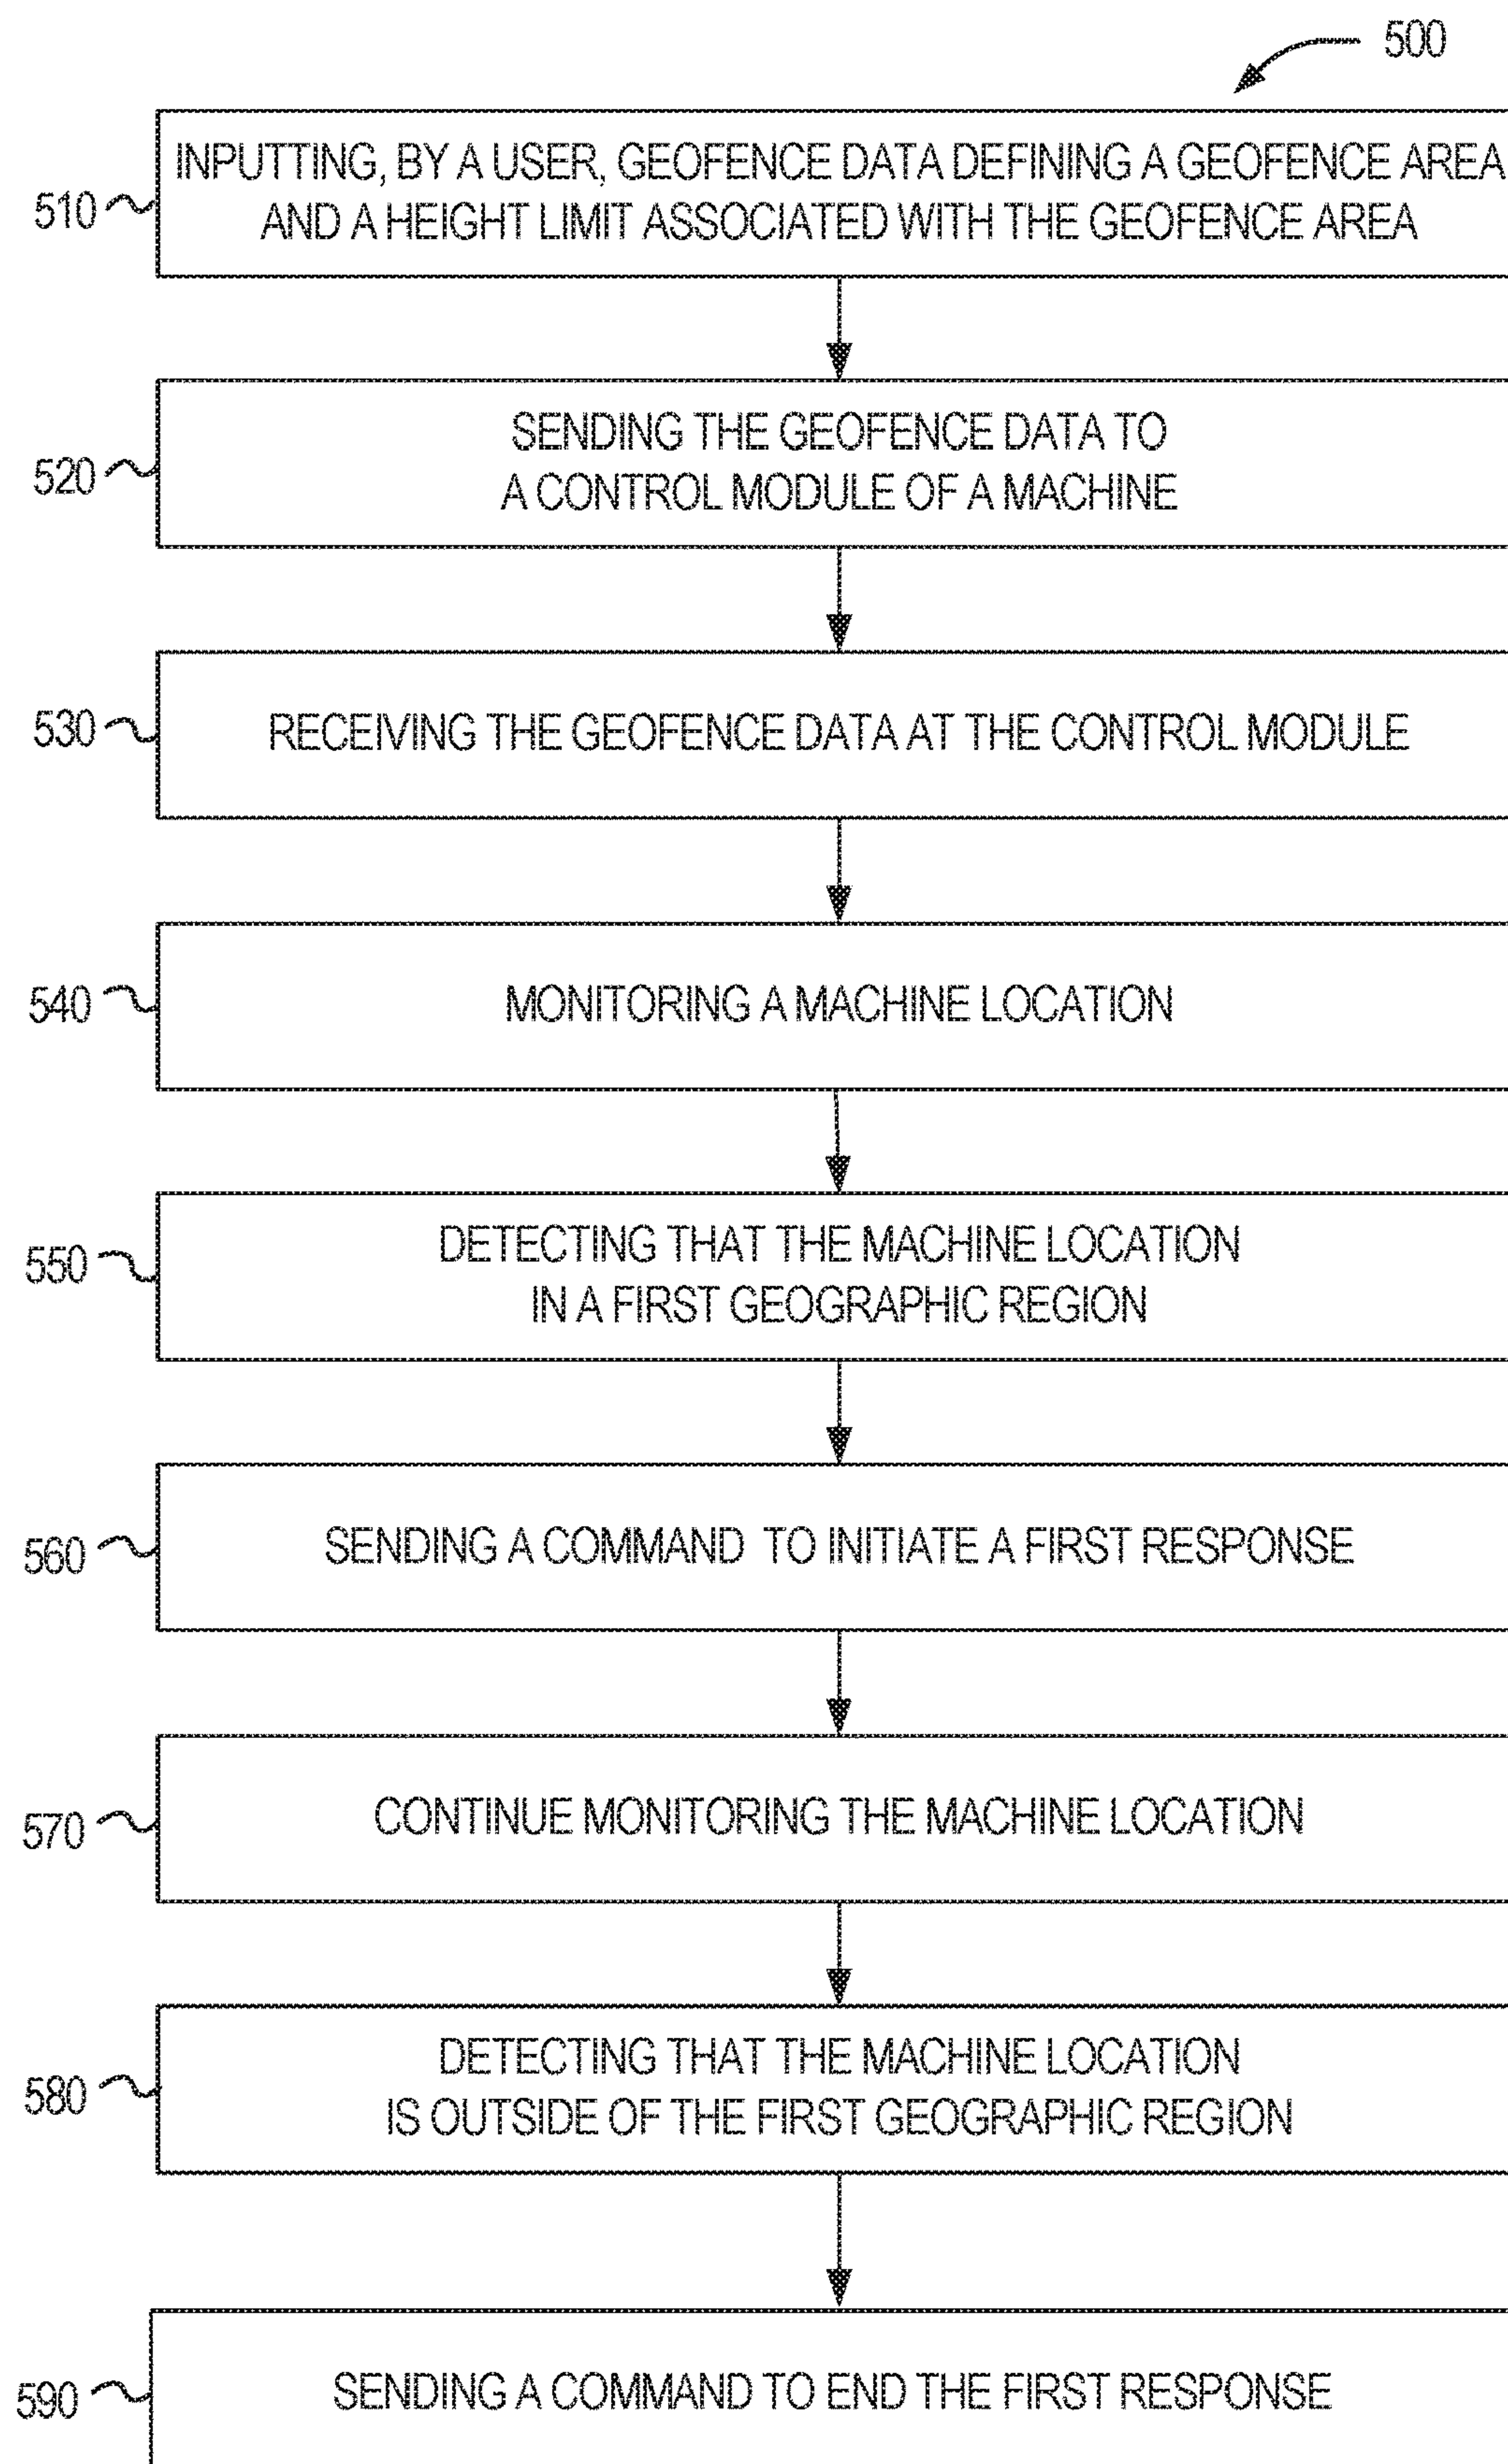 500
INPUTTING, BY A USER, GEOFENCE DATA DEFINING A GEOFENCE AREA
AND A HEIGHT LIMIT ASSOCIATED WITH THE GEOFENCE AREA
510
SENDING THE GEOFENCE DATA TO
A CONTROL MODULE OF A MACHINE
520
RECEIVING THE GEOFENCE DATA AT THE CONTROL MODULE
530
MONITORING A MACHINE LOCATION
540
DETECTING THAT THE MACHINE LOCATION
IN A FIRST GEOGRAPHIC REGION
550
SENDING A COMMAND TO INITIATE A FIRST RESPONSE
560
CONTINUE MONITORING THE MACHINE LOCATION
570
DETECTING THAT THE MACHINE LOCATION
IS OUTSIDE OF THE FIRST GEOGRAPHIC REGION
580
SENDING A COMMAND TO END THE FIRST RESPONSE
590